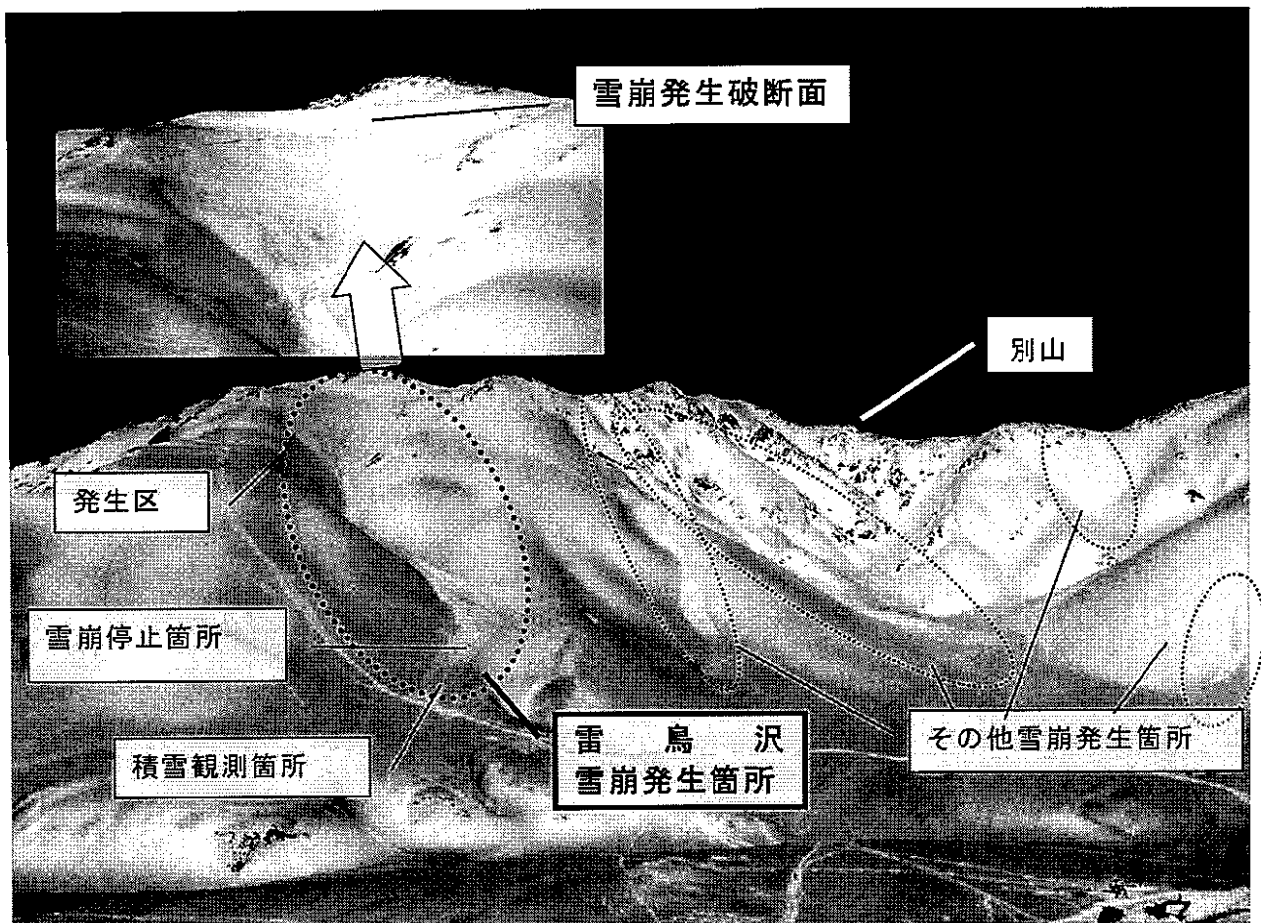 雪崩発生破断面
別山
発生区
雪崩停止箇所
積雪観測箇所
雷鳥沢
雪崩発生箇所
その他雪崩発生箇所